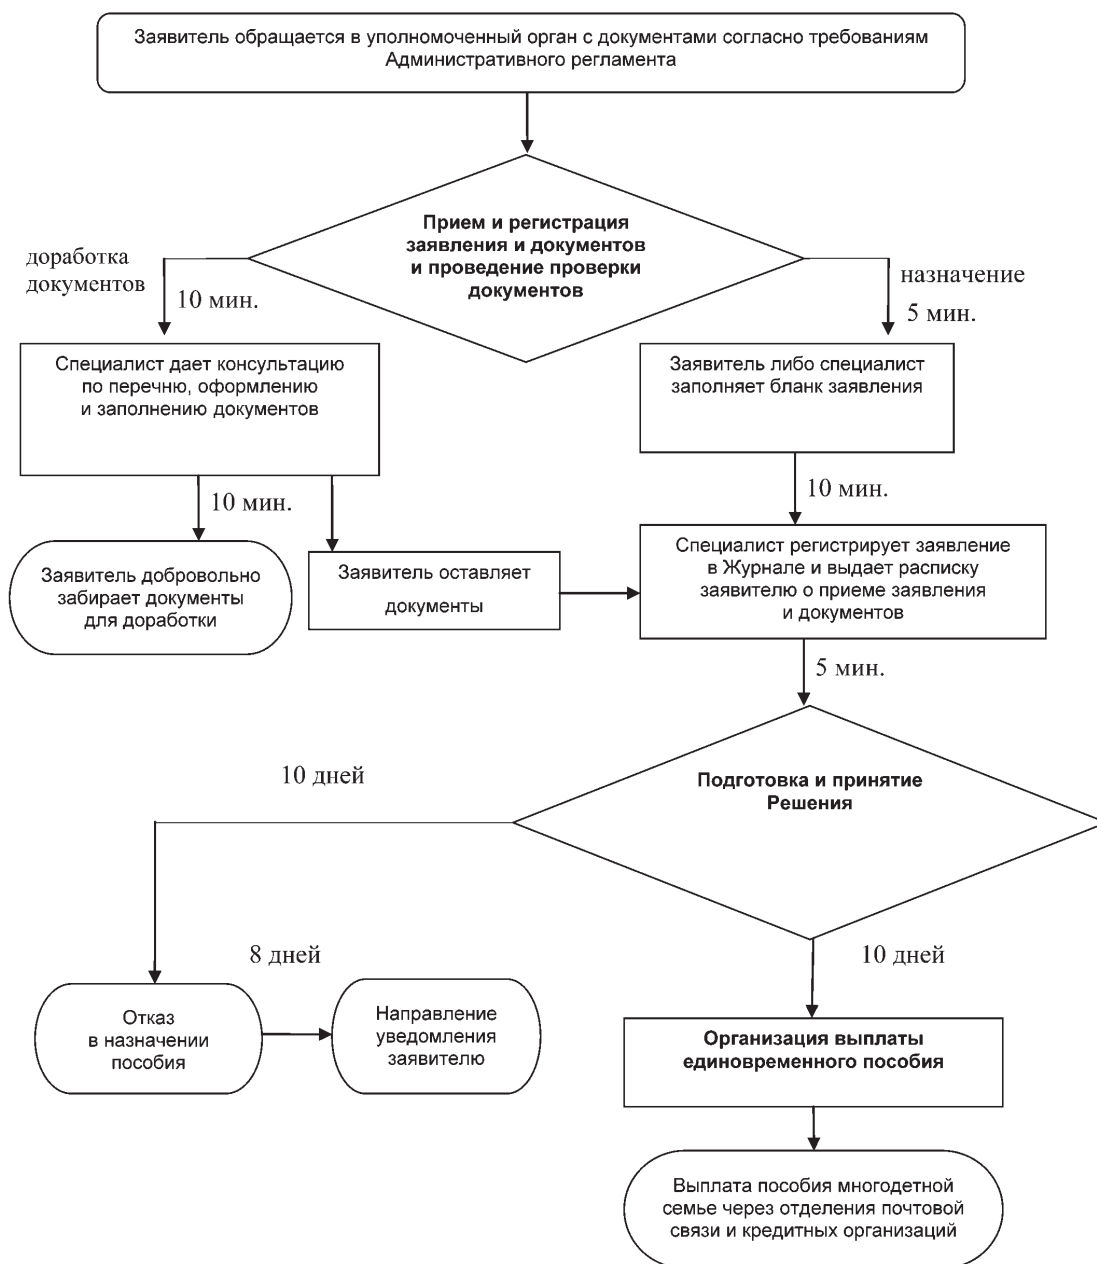 Заявитель обращается в уполномоченный орган с документами согласно требованиям
Административного регламента
Прием и регистрация
заявления и документов
и проведение проверки
документов
доработка
документов
10 мин.
назначение
5 мин.
Специалист дает консультацию
по перечню, оформлению
и заполнению документов
Заявитель либо специалист
заполняет бланк заявления
10 мин.
10 мин.
Заявитель добровольно
забирает документы
для доработки
Заявитель оставляет
документы
Специалист регистрирует заявление
в Журнале и выдает расписку
заявителю о приеме заявления
и документов
5 мин.
10 дней
Подготовка и принятие
Решения
8 дней
10 дней
Отказ
в назначении
пособия
Направление
уведомления
заявителю
Организация выплаты
единовременного пособия
Выплата пособия многодетной
семье через отделения почтовой
связи и кредитных организаций